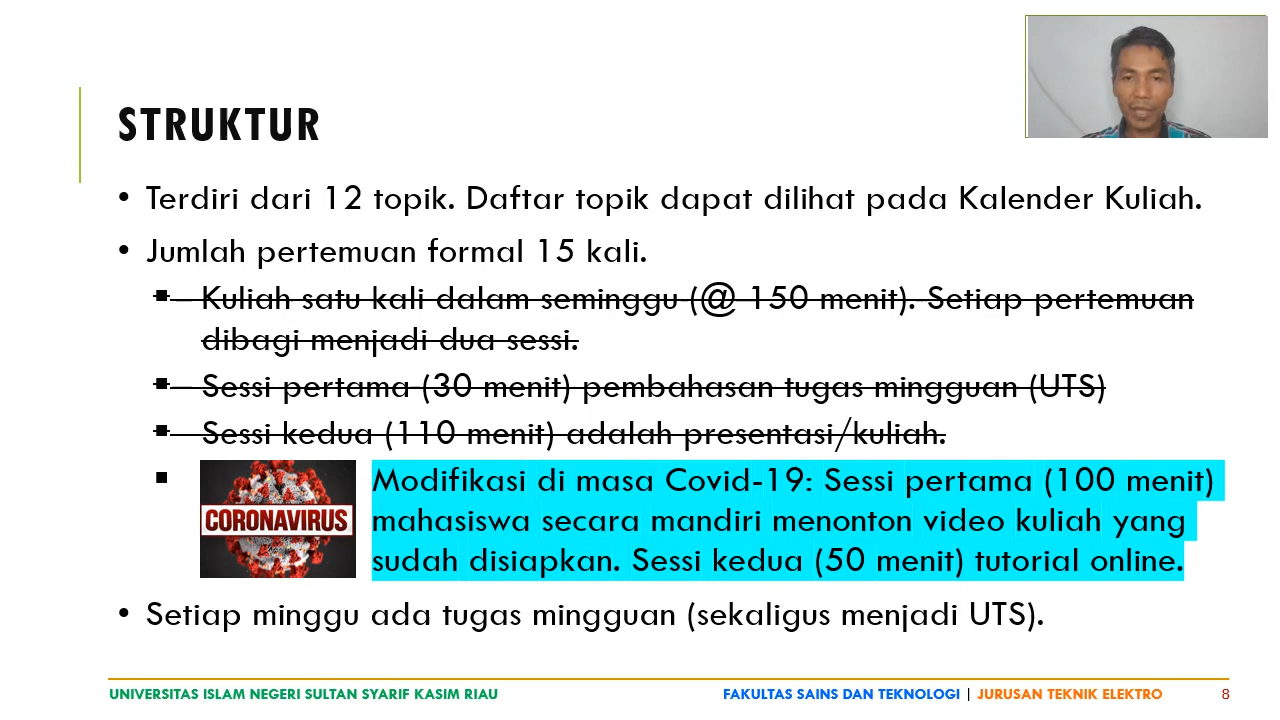 STRUKTUR
• Terdiri dari 12 topik. Daftar topik dapat dilihat pada Kalender Kuliah.
• Jumlah pertemuan formal 15 kali.
▪ Kuliah satu kali dalam seminggu (@ 150 menit). Setiap pertemuan
dibagi menjadi dua sessi.
▪ Sessi pertama (30 menit) pembahasan tugas mingguan (UTS)
▪ Sessi kedua (110 menit) adalah presentasi/kuliah.
▪ CORONAVIRUS
Modifikasi di masa Covid-19: Sessi pertama (100 menit)
mahasiswa secara mandiri menonton video kuliah yang
sudah disiapkan. Sessi kedua (50 menit) tutorial online.
• Setiap minggu ada tugas mingguan (sekaligus menjadi UTS).
UNIVERSITAS ISLAM NEGERI SULTAN SYARIF KASIM RIAU
FAKULTAS SAINS DAN TEKNOLOGI | JURUSAN TEKNIK ELEKTRO
8